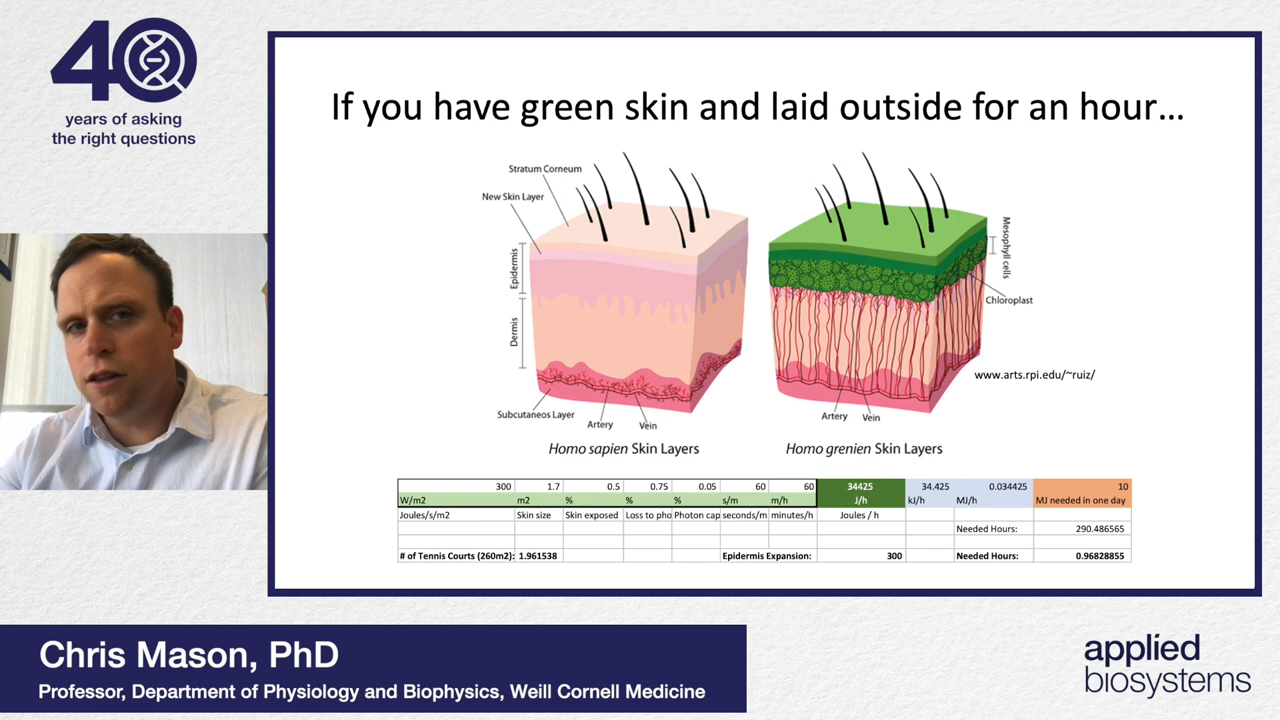 40
years of asking
the right questions
If you have green skin and laid outside for an hour...
Stratum Corneum
New Skin Layer
Epidermis
Dermis
Subcutaneos Layer
Artery
Vein
Homo sapien Skin Layers
Mesophyll cells
Chloroplast
www.arts.rpi.edu/~ruiz/
Artery
Vein
Homo grenien Skin Layers
300 1.7 0.5 0.75 0.05 60 60 34425 34.425 0.034425 10
W/m2 m2 % % % s/m m/h J/h kJ/h MJ/h MJ needed in one day
Joules/s/m2 Skin size Skin exposed Loss to pho Photon cap seconds/m minutes/h Joules / h
Needed Hours: 290.486565
# of Tennis Courts (260m2): 1.961538 Epidermis Expansion: 300 Needed Hours: 0.96828855
Chris Mason, PhD
Professor, Department of Physiology and Biophysics, Weill Cornell Medicine
applied
biosystems